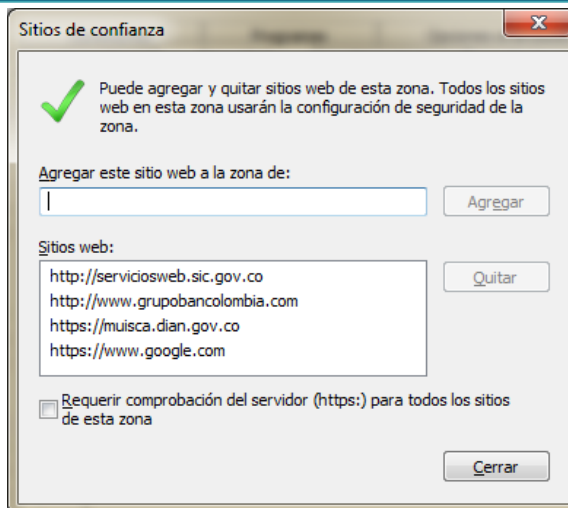 Sitios de confianza
Puede agregar y quitar sitios web de esta zona. Todos los sitios
web en esta zona usarán la configuración de seguridad de la
zona.
Agregar este sitio web a la zona de:
Agregar
Sitios web:
http://serviciosweb.sic.gov.co
http://www.grupobancolombia.com
https://muisca.dian.gov.co
https://www.google.com
Quitar
Requerir comprobación del servidor (https:) para todos los sitios
de esta zona
Cerrar